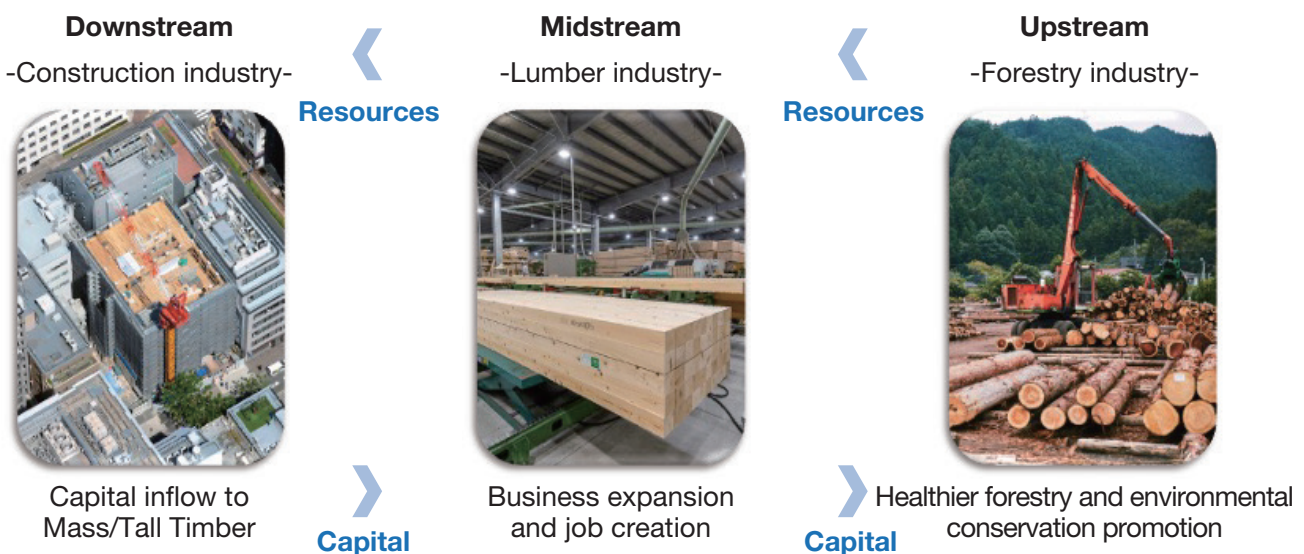 Downstream
-Construction industry-
Resources
Midstream
-Lumber industry-
Resources
Upstream
-Forestry industry-
Capital inflow to
Mass/Tall Timber
Capital
Business expansion
and job creation
Capital
Healthier forestry and environmental
conservation promotion